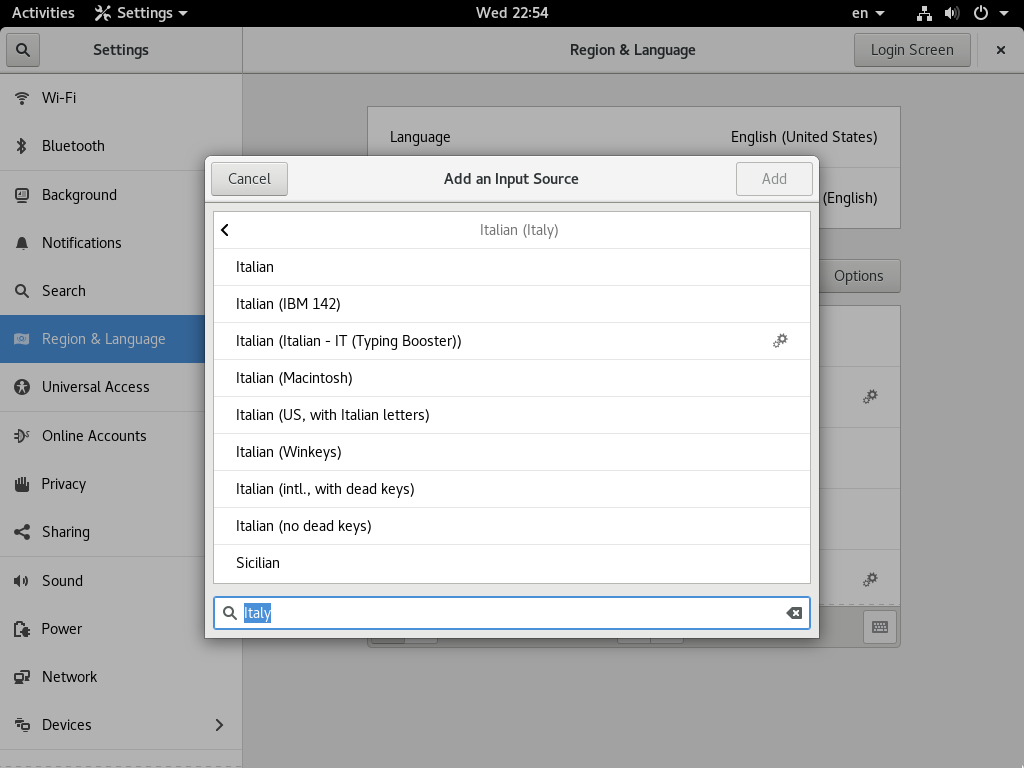 Activities Settings Wed 22:54 en
Settings Region & Language Login Screen
Wi-Fi
Bluetooth
Background
Notifications
Search
Region & Language
Universal Access
Online Accounts
Privacy
Sharing
Sound
Power
Network
Devices
Language English (United States)
(English)
Options
Cancel Add an Input Source Add
Italian (Italy)
Italian
Italian (IBM 142)
Italian (Italian - IT (Typing Booster))
Italian (Macintosh)
Italian (US, with Italian letters)
Italian (Winkeys)
Italian (intl., with dead keys)
Italian (no dead keys)
Sicilian
Italy